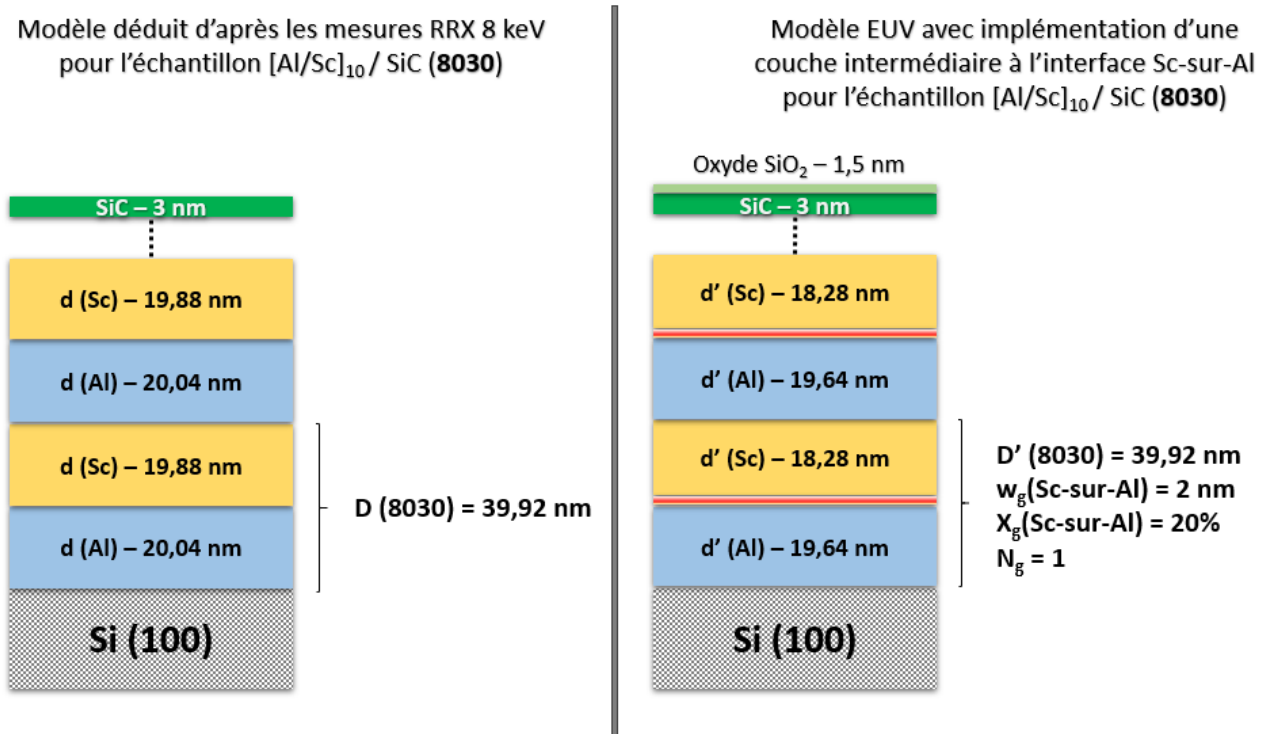 Modèle déduit d'après les mesures RRX 8 keV
pour l'échantillon [Al/Sc]₁₀ / SiC (8030)
SiC – 3 nm
d (Sc) – 19,88 nm
d (Al) – 20,04 nm
d (Sc) – 19,88 nm
d (Al) – 20,04 nm
D (8030) = 39,92 nm
Si (100)
Modèle EUV avec implémentation d'une
couche intermédiaire à l'interface Sc-sur-Al
pour l'échantillon [Al/Sc]₁₀ / SiC (8030)
Oxyde SiO₂ – 1,5 nm
SiC – 3 nm
d' (Sc) – 18,28 nm
d' (Al) – 19,64 nm
d' (Sc) – 18,28 nm
d' (Al) – 19,64 nm
D' (8030) = 39,92 nm
w_g(Sc-sur-Al) = 2 nm
X_g(Sc-sur-Al) = 20%
N_g = 1
Si (100)